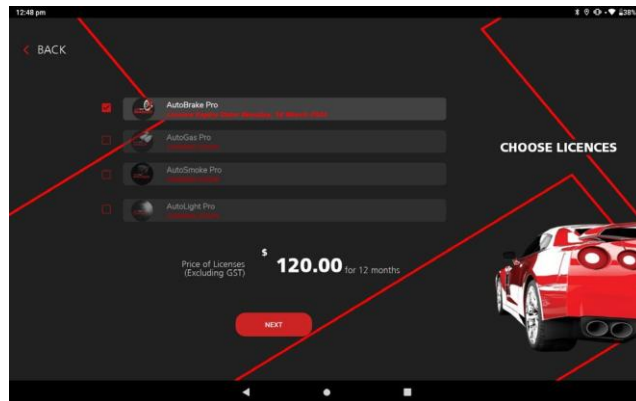 12:48 pm
38%
BACK
AutoBrake Pro
AutoGas Pro
AutoSmoke Pro
AutoLight Pro
CHOOSE LICENCES
Price of Licenses
(Excluding GST)
$ 120.00 for 12 months
NEXT